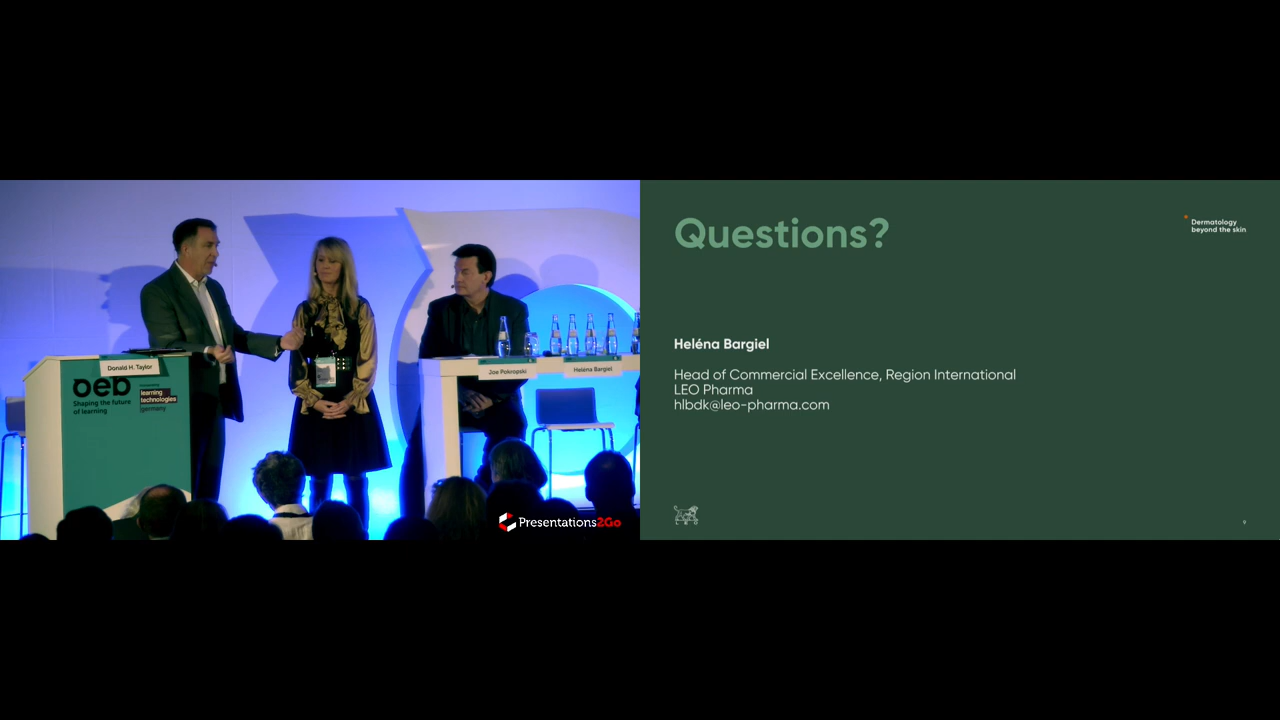 Donald H. Taylor
oeb
Shaping the future
of learning
learning
technologies
germany
Joe Pokropski
Heléna Bargiel
Presentations2Go
Questions?
Dermatology
beyond the skin
Heléna Bargiel
Head of Commercial Excellence, Region International
LEO Pharma
hlbdk@leo-pharma.com
9